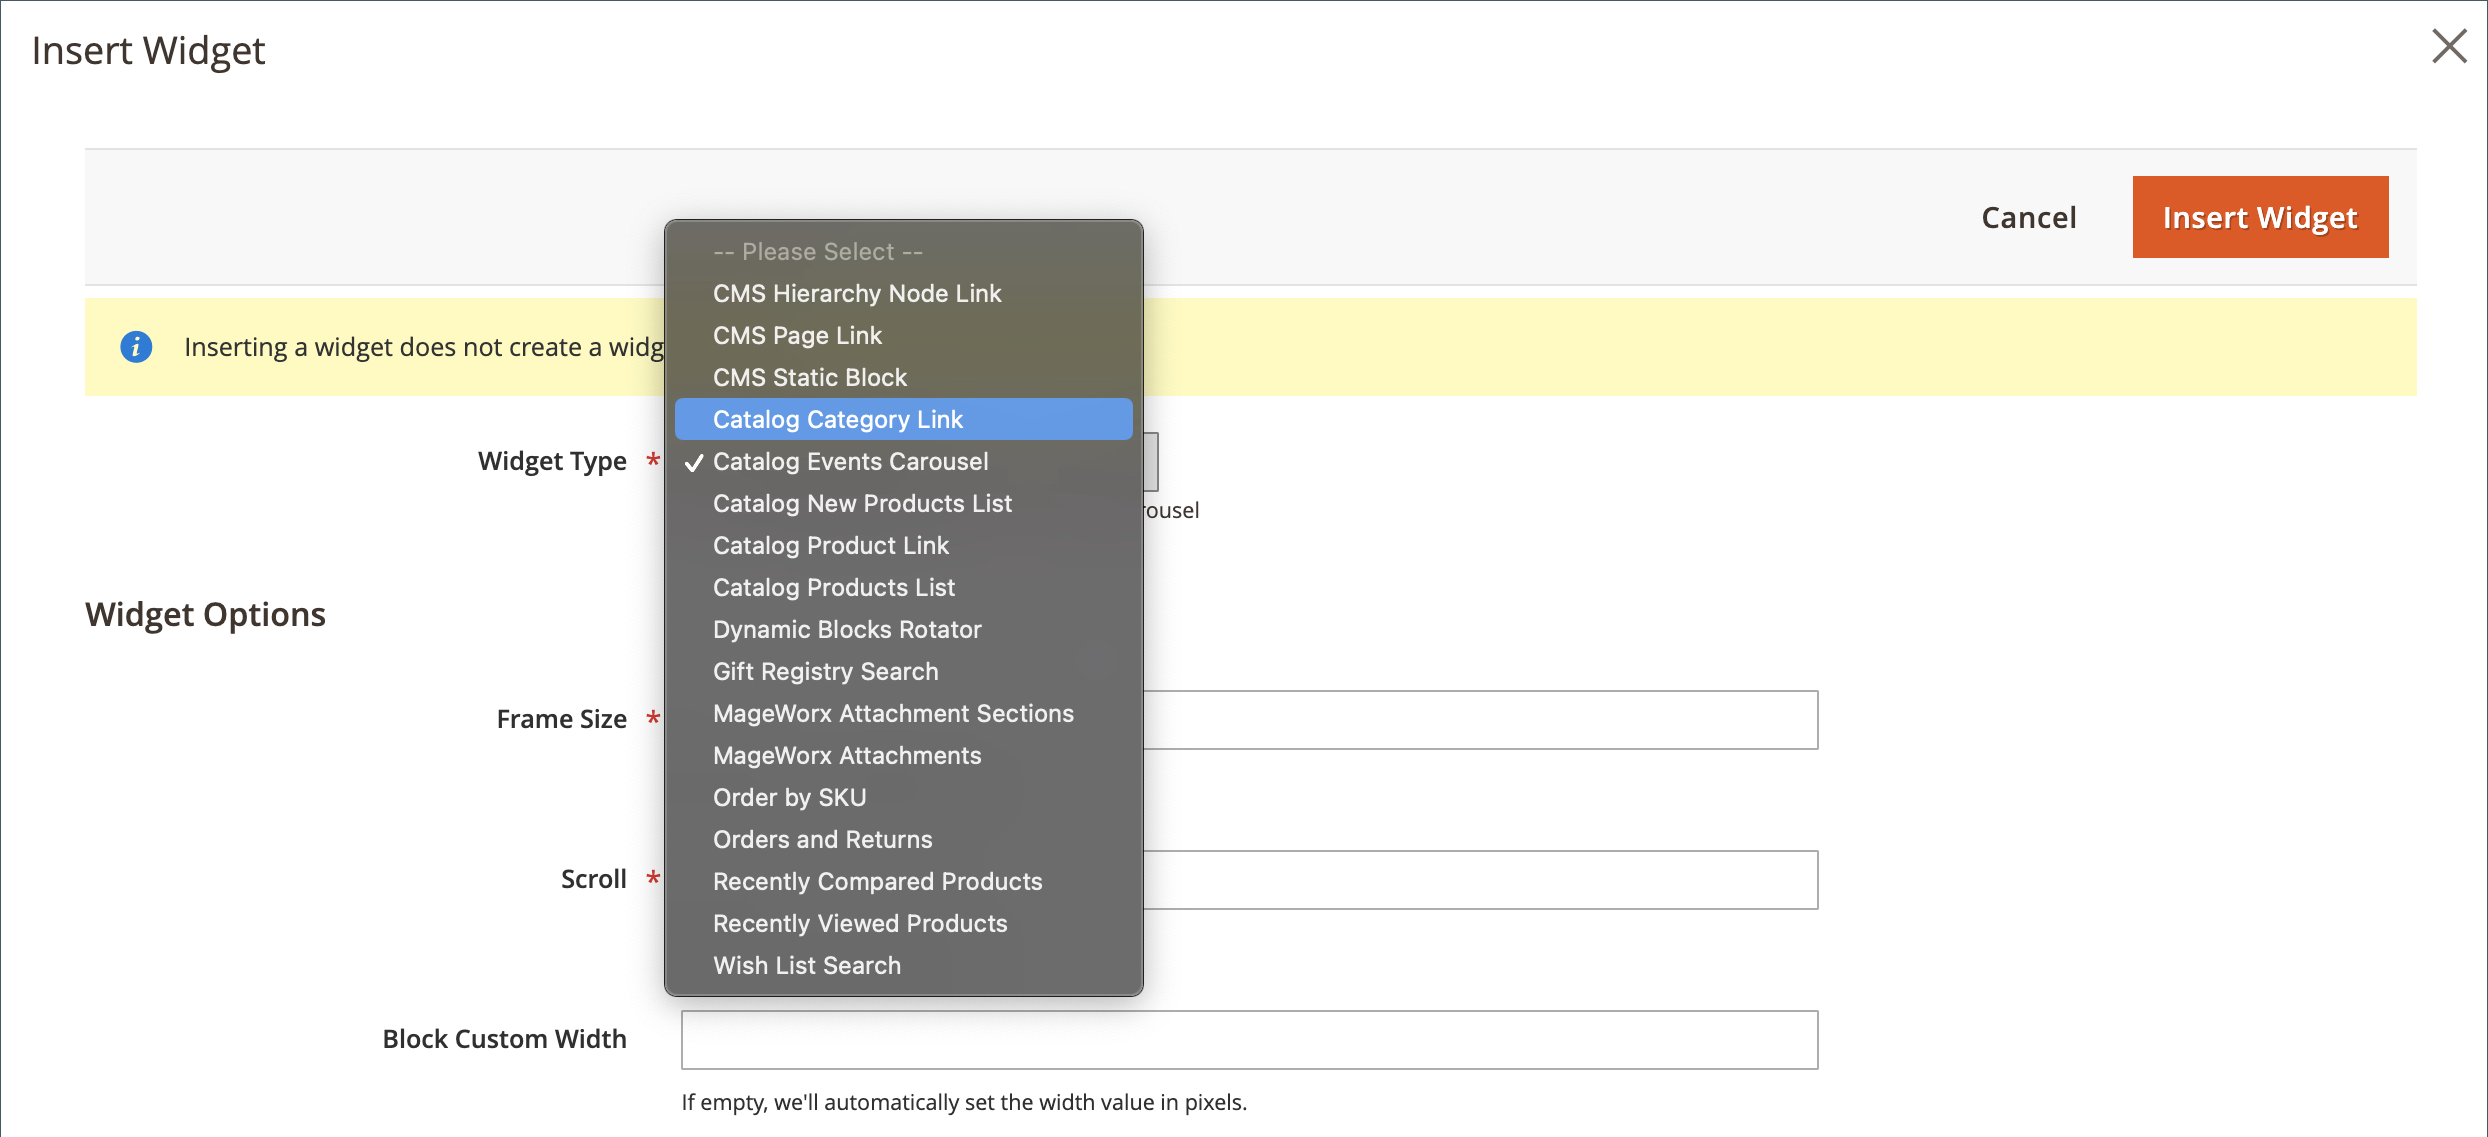 Insert Widget
Cancel
Insert Widget
Inserting a widget does not create a
Widget Type *
-- Please Select --
CMS Hierarchy Node Link
CMS Page Link
CMS Static Block
Catalog Category Link
✓ Catalog Events Carousel
Catalog New Products List
Catalog Product Link
Catalog Products List
Dynamic Blocks Rotator
Gift Registry Search
MageWorx Attachment Sections
MageWorx Attachments
Order by SKU
Orders and Returns
Recently Compared Products
Recently Viewed Products
Wish List Search
Widget Options
Frame Size *
Scroll *
Block Custom Width
If empty, we'll automatically set the width value in pixels.